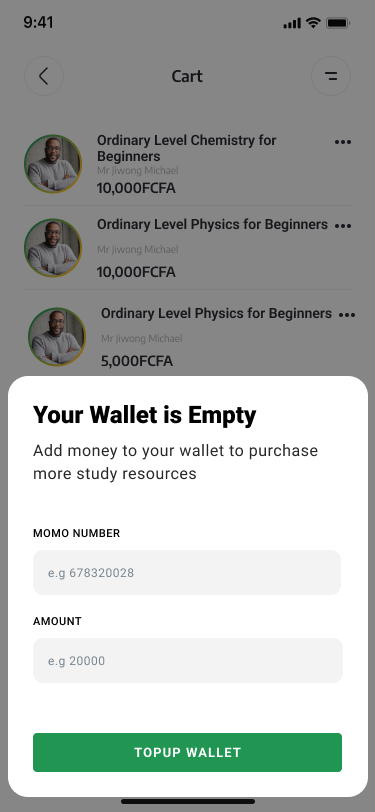 9:41
Cart
Ordinary Level Chemistry for
Beginners
Mr Jiwong Michael
10,000FCFA
Ordinary Level Physics for Beginners
Mr Jiwong Michael
10,000FCFA
Ordinary Level Physics for Beginners
Mr Jiwong Michael
5,000FCFA
Your Wallet is Empty
Add money to your wallet to purchase
more study resources
MOMO NUMBER
e.g 678320028
AMOUNT
e.g 20000
TOPUP WALLET